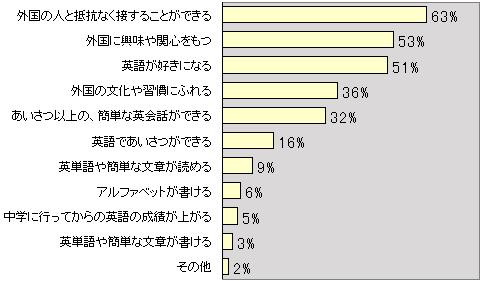 外国の人と抵抗なく接することができる 63%
外国に興味や関心をもつ 53%
英語が好きになる 51%
外国の文化や習慣にふれる 36%
あいさつ以上の、簡単な英会話ができる 32%
英語であいさつができる 16%
英単語や簡単な文章が読める 9%
アルファベットが書ける 6%
中学に行ってからの英語の成績が上がる 5%
英単語や簡単な文章が書ける 3%
その他 2%